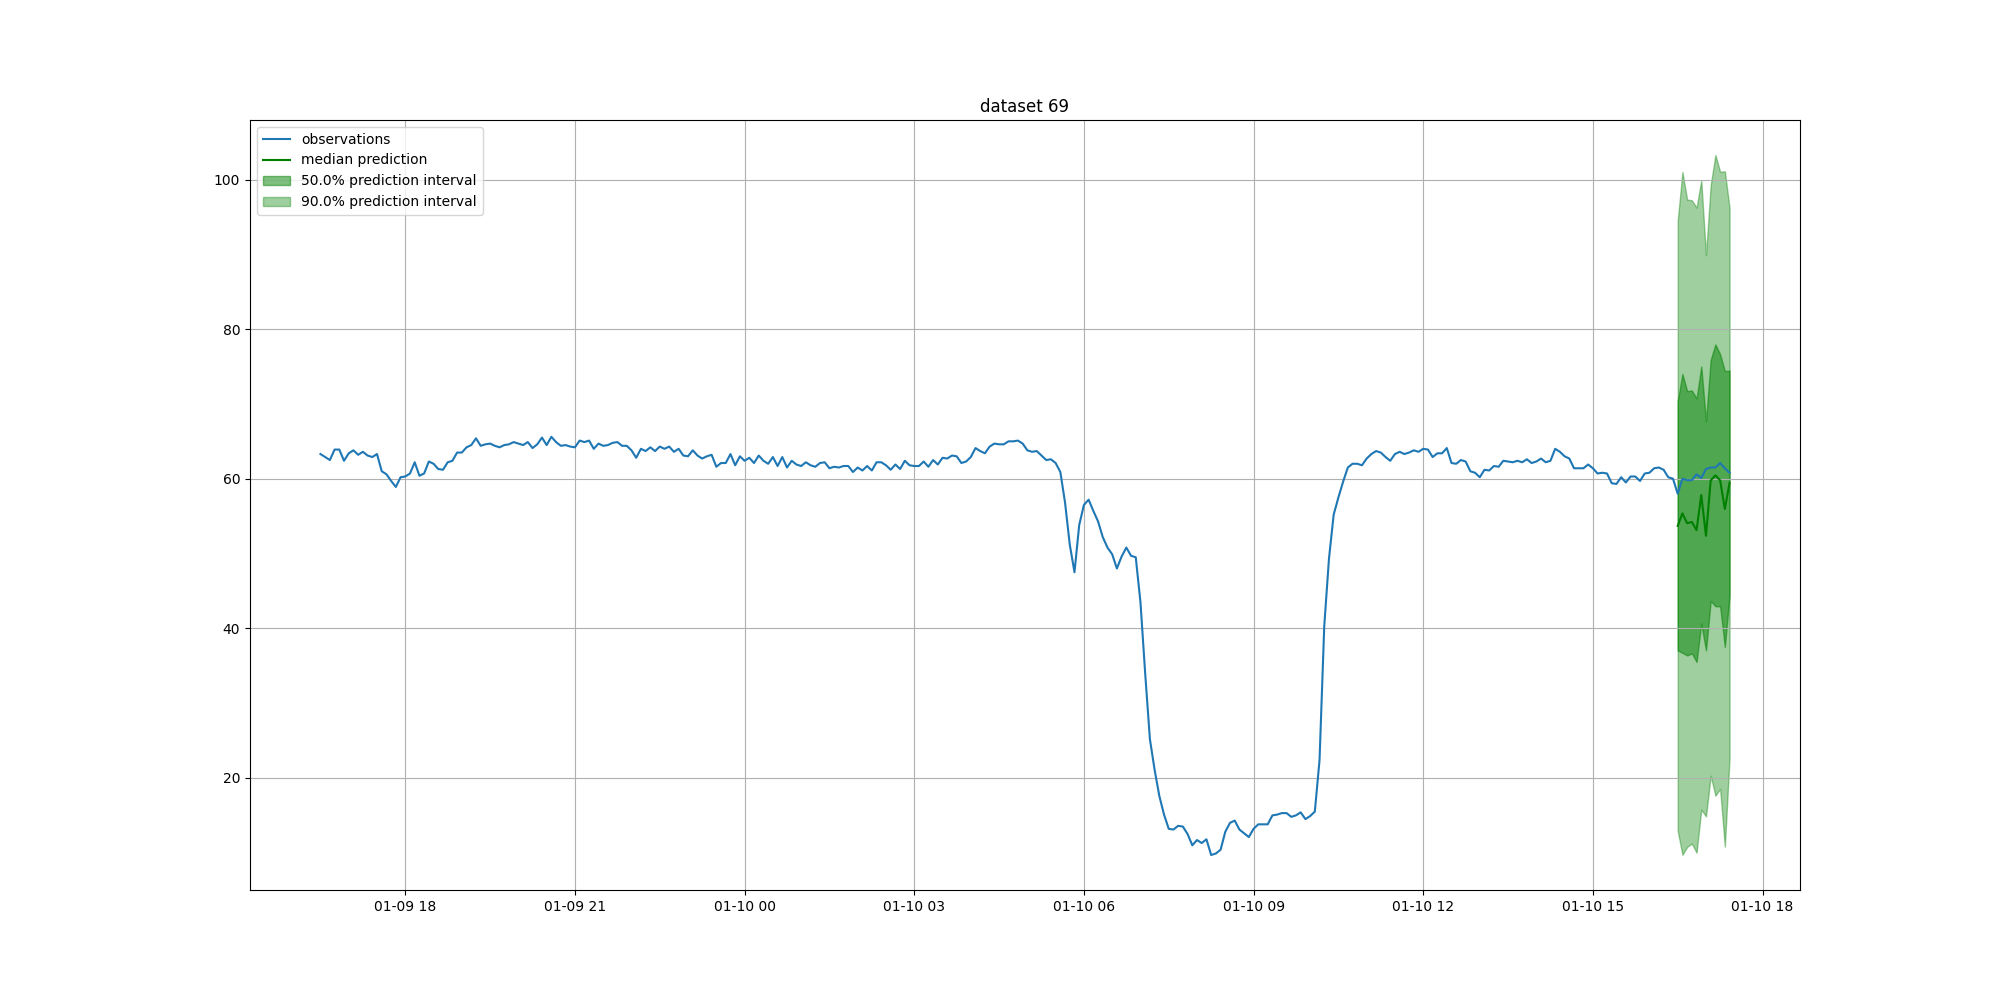 dataset 69
observations
median prediction
50.0% prediction interval
90.0% prediction interval
100
80
60
40
20
01-09 18
01-09 21
01-10 00
01-10 03
01-10 06
01-10 09
01-10 12
01-10 15
01-10 18